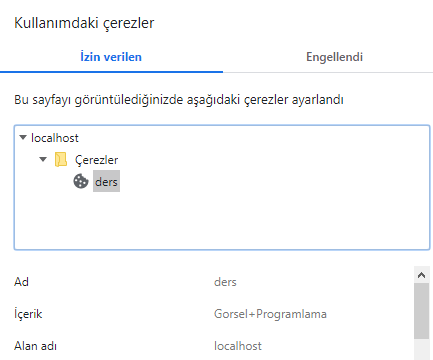 Kullanımdaki çerezler
İzin verilen Engellendi
Bu sayfayı görüntülediğinizde aşağıdaki çerezler ayarlandı
localhost
Çerezler
ders
Ad ders
İçerik Gorsel+Programlama
Alan adı localhost